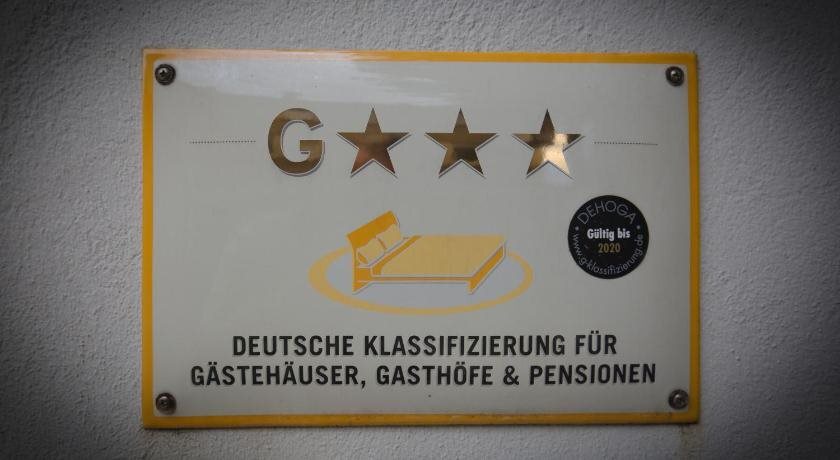 G★★★
DEHOGA
Gültig bis
2020
www.g-klassifizierung.de
DEUTSCHE KLASSIFIZIERUNG FÜR
GÄSTEHÄUSER, GASTHÖFE & PENSIONEN